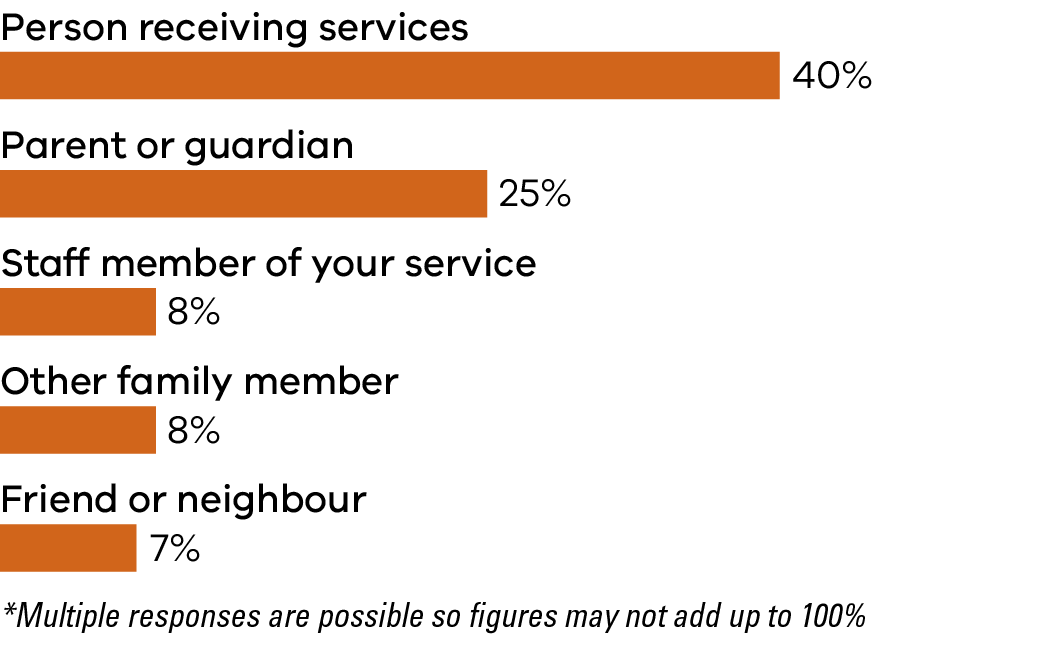 Person receiving services
40%
Parent or guardian
25%
Staff member of your service
8%
Other family member
8%
Friend or neighbour
7%
*Multiple responses are possible so figures may not add up to 100%